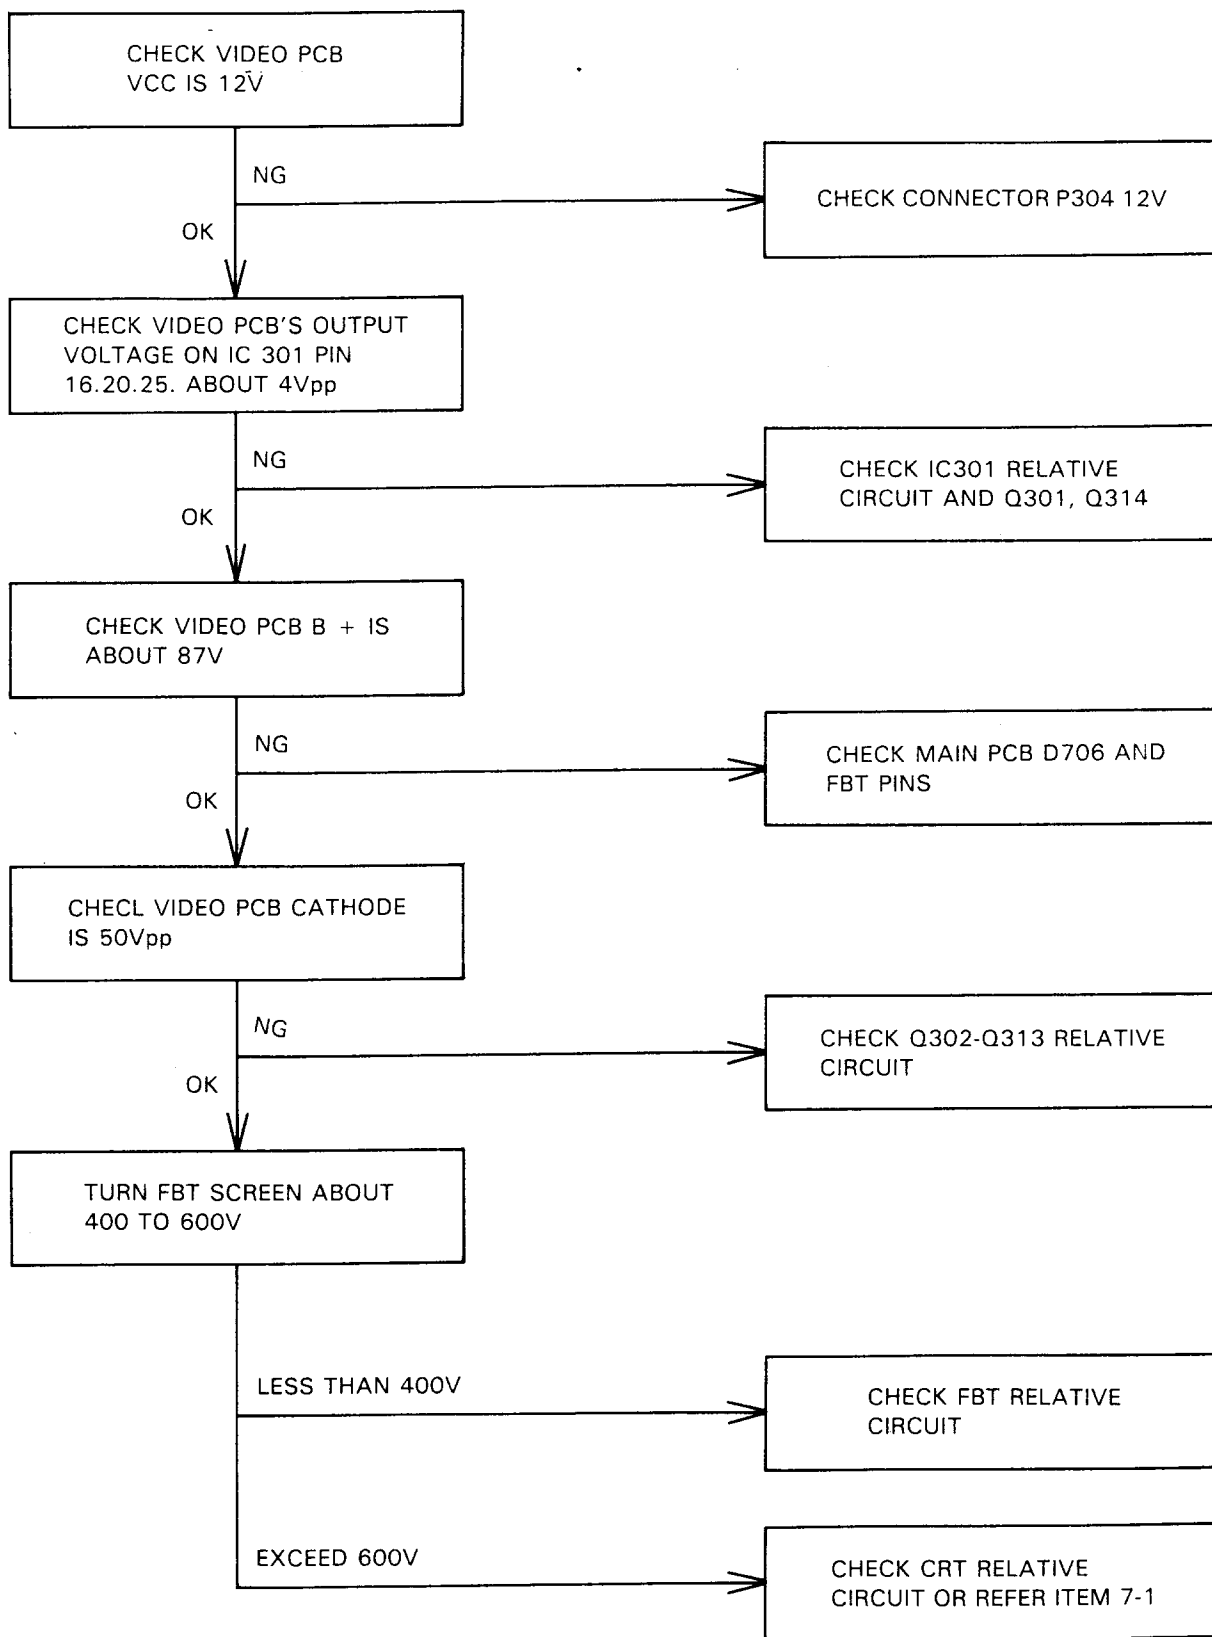 CHECK VIDEO PCB
VCC IS 12V
NG
CHECK CONNECTOR P304 12V
OK
CHECK VIDEO PCB'S OUTPUT
VOLTAGE ON IC 301 PIN
16.20.25. ABOUT 4Vpp
NG
CHECK IC301 RELATIVE
CIRCUIT AND Q301, Q314
OK
CHECK VIDEO PCB B + IS
ABOUT 87V
NG
CHECK MAIN PCB D706 AND
FBT PINS
OK
CHECL VIDEO PCB CATHODE
IS 50Vpp
NG
CHECK Q302-Q313 RELATIVE
CIRCUIT
OK
TURN FBT SCREEN ABOUT
400 TO 600V
LESS THAN 400V
CHECK FBT RELATIVE
CIRCUIT
EXCEED 600V
CHECK CRT RELATIVE
CIRCUIT OR REFER ITEM 7-1